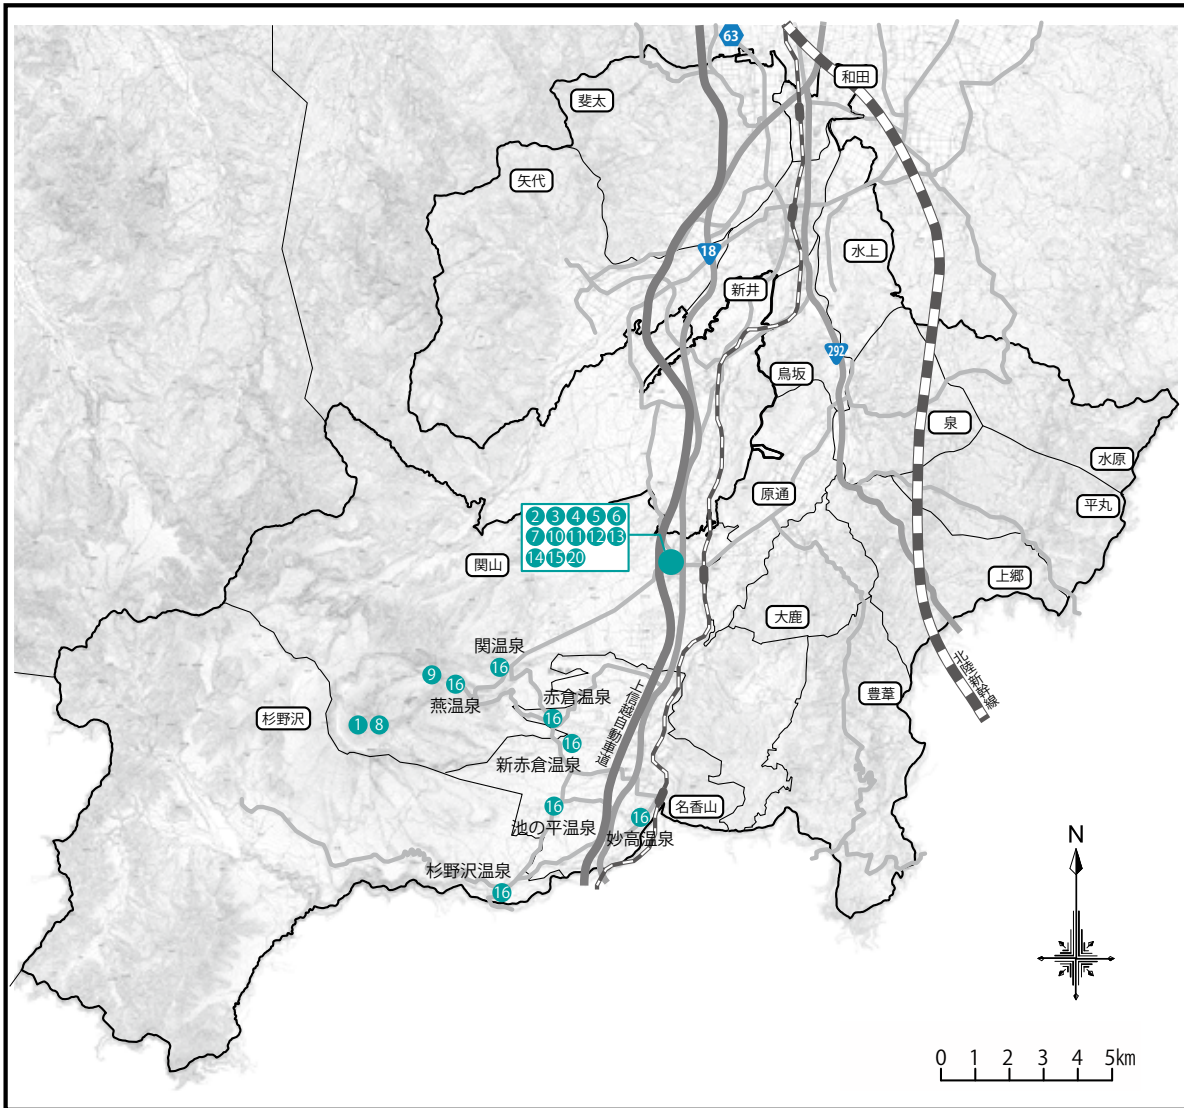 63
和田
斐太
矢代
水上
18
新井
292
鳥坂
泉
水原
原通
平丸
2 3 4 5 6
7 10 11 12 13
14 15 20
関山
上郷
大鹿
関温泉
16
9
16
燕温泉
北陸新幹線
赤倉温泉
16
上信越自動車道
豊葦
杉野沢
1 8
16
新赤倉温泉
16
池の平温泉
名香山
16
妙高温泉
杉野沢温泉
16
N
0 1 2 3 4 5km